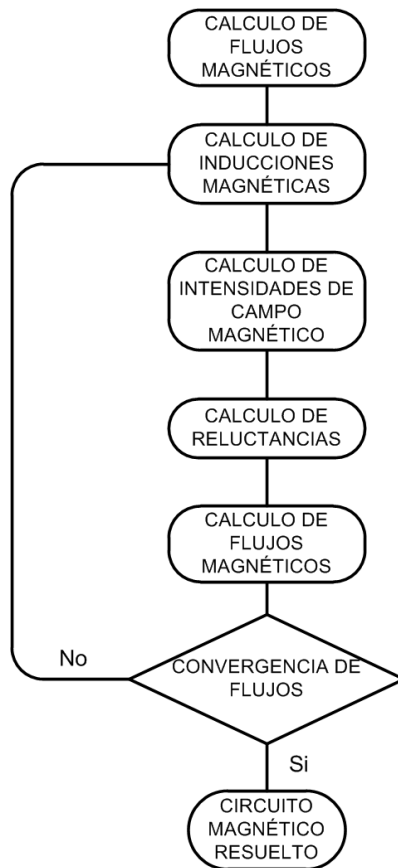 CALCULO DE
FLUJOS
MAGNÉTICOS
CALCULO DE
INDUCCIONES
MAGNÉTICAS
CALCULO DE
INTENSIDADES DE
CAMPO
MAGNÉTICO
CALCULO DE
RELUCTANCIAS
CALCULO DE
FLUJOS
MAGNÉTICOS
No
CONVERGENCIA DE
FLUJOS
Si
CIRCUITO
MAGNÉTICO
RESUELTO